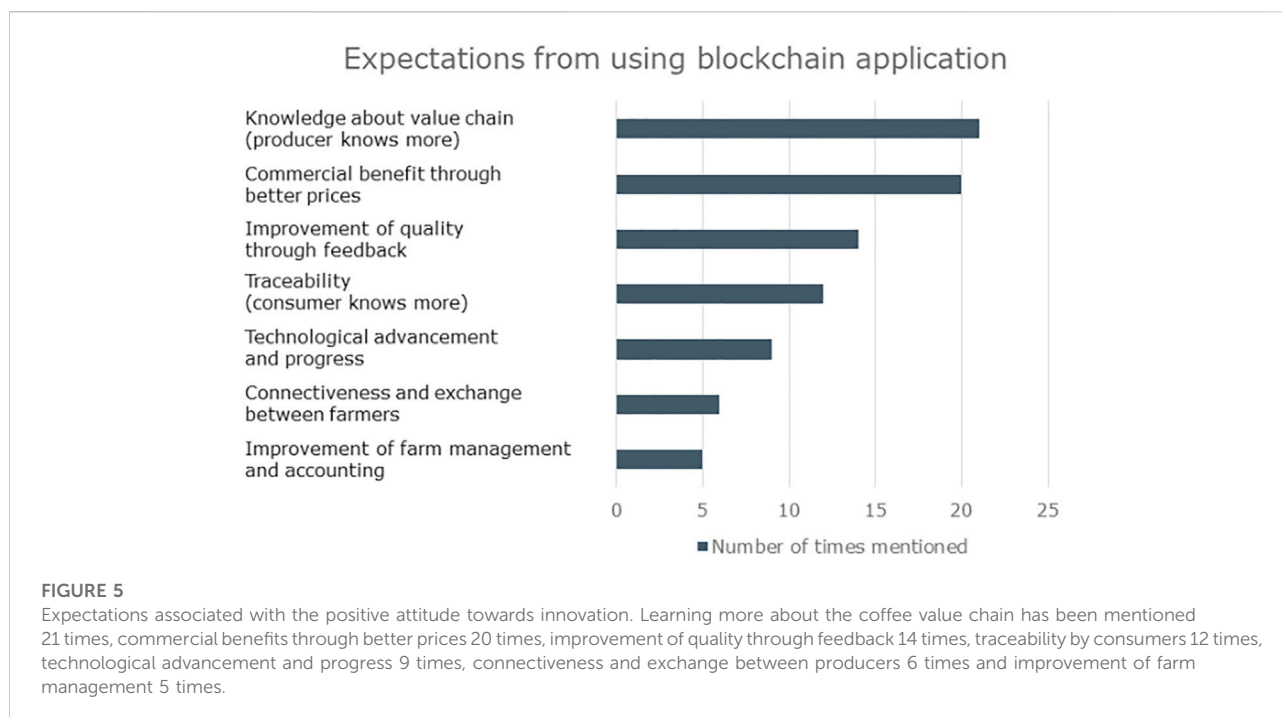 Expectations from using blockchain application
Knowledge about value chain
(producer knows more)
Commercial benefit through
better prices
Improvement of quality
through feedback
Traceability
(consumer knows more)
Technological advancement
and progress
Connectiveness and exchange
between farmers
Improvement of farm management
and accounting
0 5 10 15 20 25
Number of times mentioned
FIGURE 5
Expectations associated with the positive attitude towards innovation. Learning more about the coffee value chain has been mentioned
21 times, commercial benefits through better prices 20 times, improvement of quality through feedback 14 times, traceability by consumers 12 times,
technological advancement and progress 9 times, connectiveness and exchange between producers 6 times and improvement of farm
management 5 times.